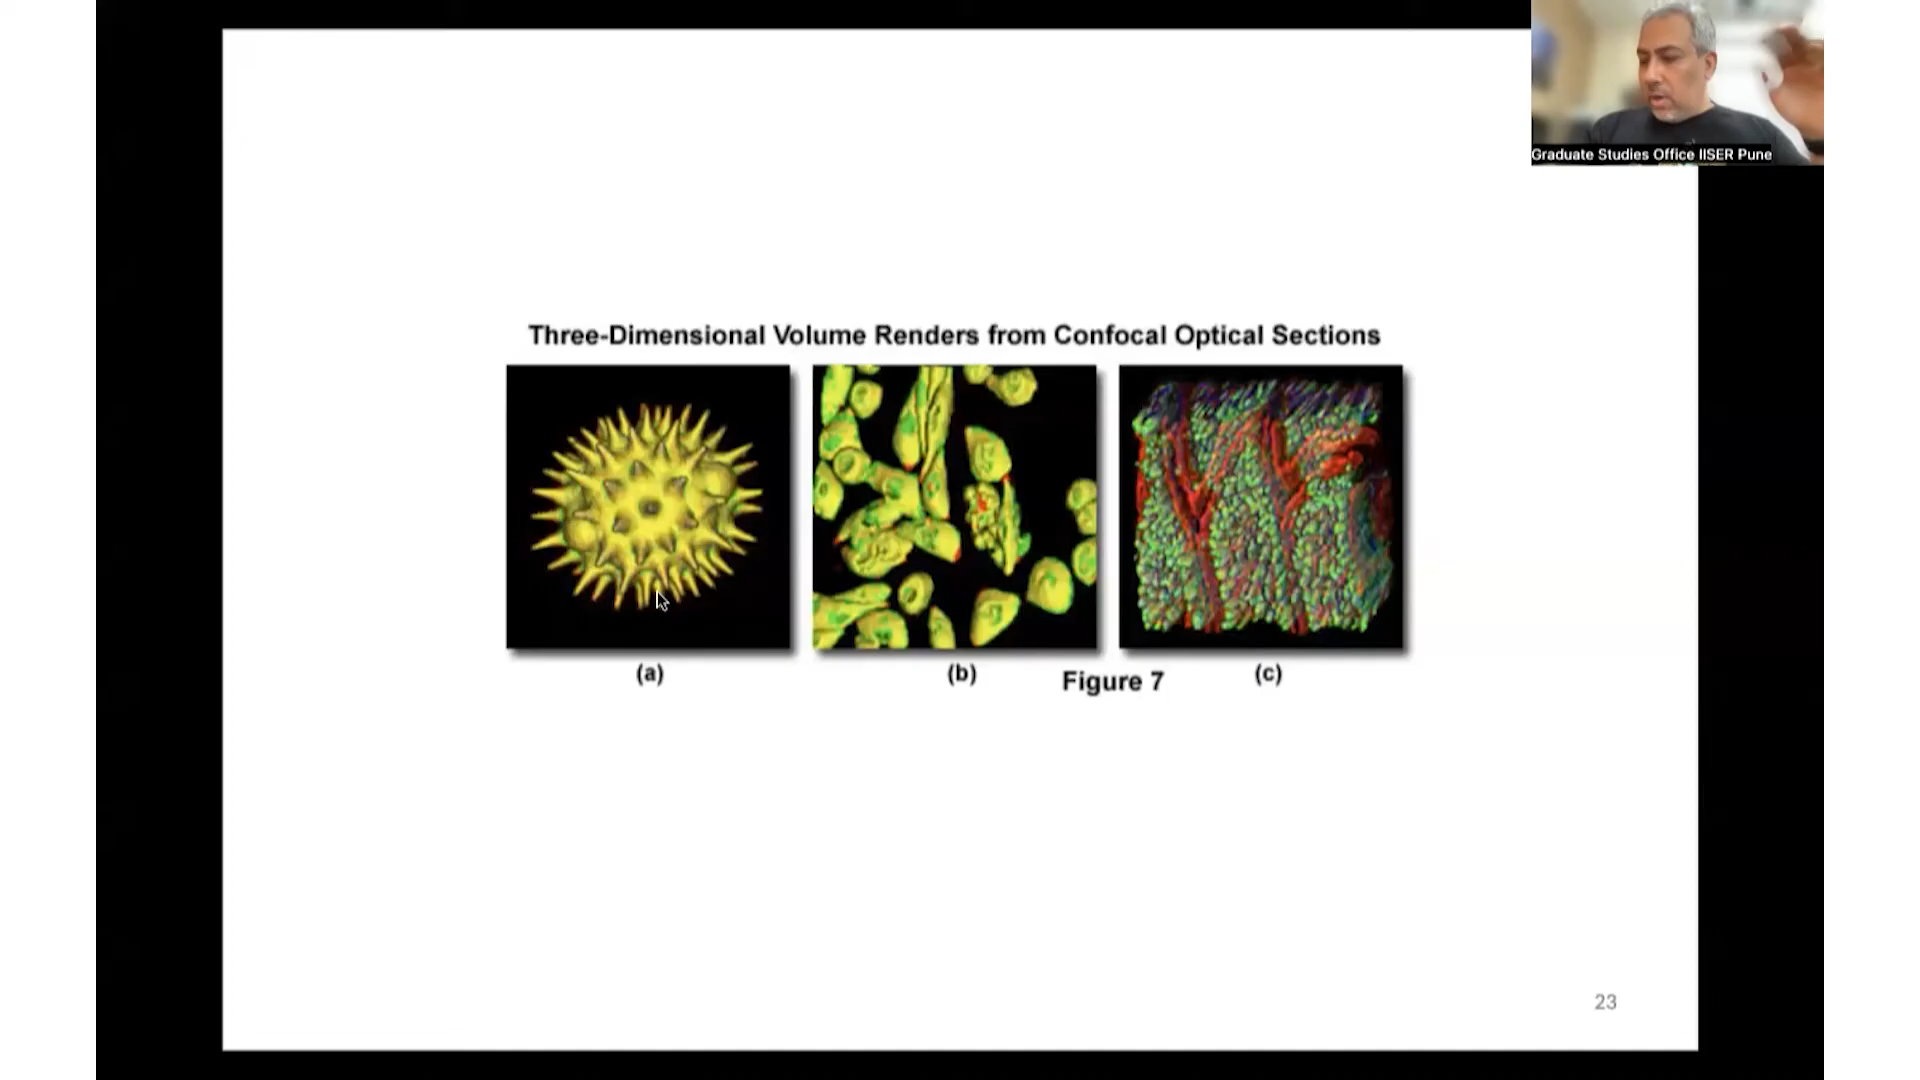 Graduate Studies Office IISER Pune
Three-Dimensional Volume Renders from Confocal Optical Sections
(a)
(b)
Figure 7
(c)
23